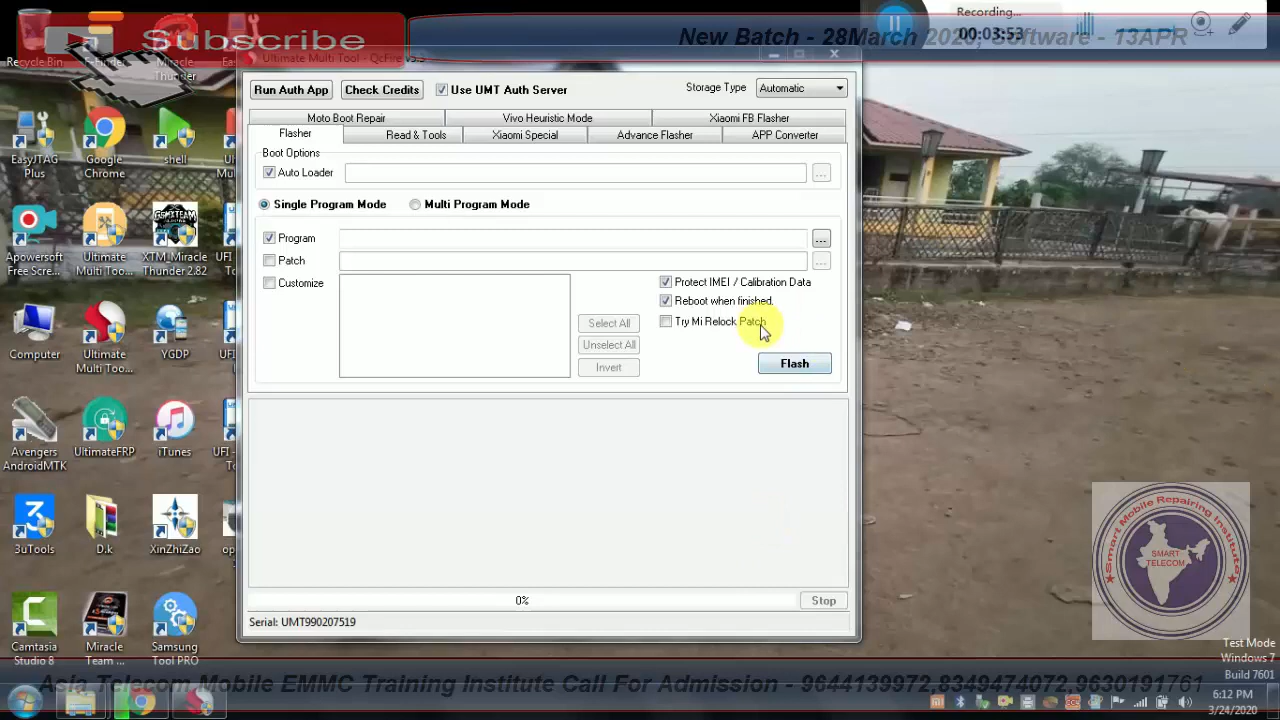 Subscribe
New Batch - 28March 2020, Software - 13APR
Recording...
00:03:53
Recycle Bin
Miracle
Thunder
Ultimate Multi Tool - QcFire
Run Auth App
Check Credits
Use UMT Auth Server
Storage Type
Automatic
Moto Boot Repair
Vivo Heuristic Mode
Xiaomi FB Flasher
Flasher
Read & Tools
Xiaomi Special
Advance Flasher
APP Converter
Boot Options
Auto Loader
...
Single Program Mode
Multi Program Mode
Program
...
Patch
...
Customize
Protect IMEI / Calibration Data
Reboot when finished.
Try Mi Relock Patch
Select All
Unselect All
Invert
Flash
0%
Stop
Serial: UMT990207519
EasyJTAG
Plus
Google
Chrome
shell
Apowersoft
Free Scre...
Ultimate
Multi Too...
GSMXTEAM
XTM_Miracle
Thunder 2.82
UFI
Computer
Ultimate
Multi Too...
YGDP
UFI
Avengers
AndroidMTK
UltimateFRP
iTunes
UFI -
3uTools
D.k
XinZhiZao
Camtasia
Studio 8
Miracle
Team ...
Samsung
Tool PRO
Smart Mobile Repairing Institute
SMART
TELECOM
Test Mode
Windows 7
Build 7601
Asia Telecom Mobile EMMC Training Institute Call For Admission - 9644139972,8349474072,9630191761
6:12 PM
3/24/2020